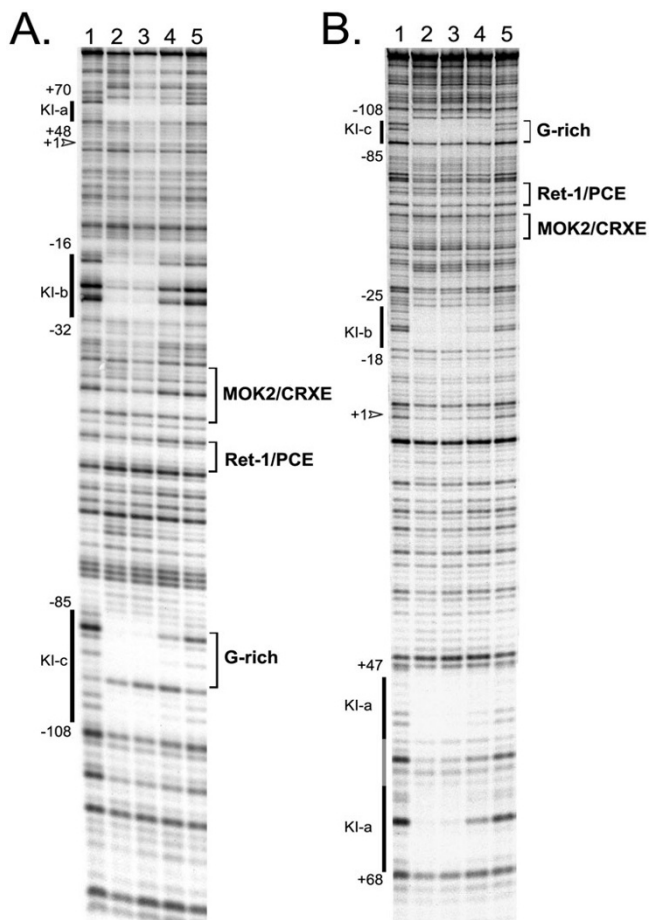 A.
1 2 3 4 5
+70
KI-a
+48
+1
-16
KI-b
-32
MOK2/CRXE
Ret-1/PCE
-85
KI-c
G-rich
-108
B.
1 2 3 4 5
-108
KI-c
G-rich
-85
Ret-1/PCE
MOK2/CRXE
-25
KI-b
-18
+1
+47
KI-a
KI-a
+68